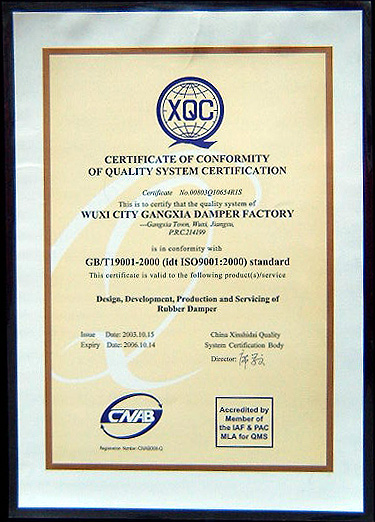 XQC
CERTIFICATE OF CONFORMITY
OF QUALITY SYSTEM CERTIFICATION
Certificate No.00803Q10654R1S
This is to certify that the quality system of
WUXI CITY GANGXIA DAMPER FACTORY
---Gangxia Town, Wuxi, Jiangsu,
P.R.C.214199
is in conformity with
GB/T19001-2000 (idt ISO9001:2000) standard
This certificate is valid to the following product(a)/service
Design, Development, Production and Servicing of
Rubber Damper
Issue Date: 2003.10.15
Expiry Date: 2006.10.14
China Xinshidai Quality
System Certification Body
Director:
CNAB
Registration Number: CNAB008-Q
Accredited by
Member of
the IAF & PAC
MLA for QMS